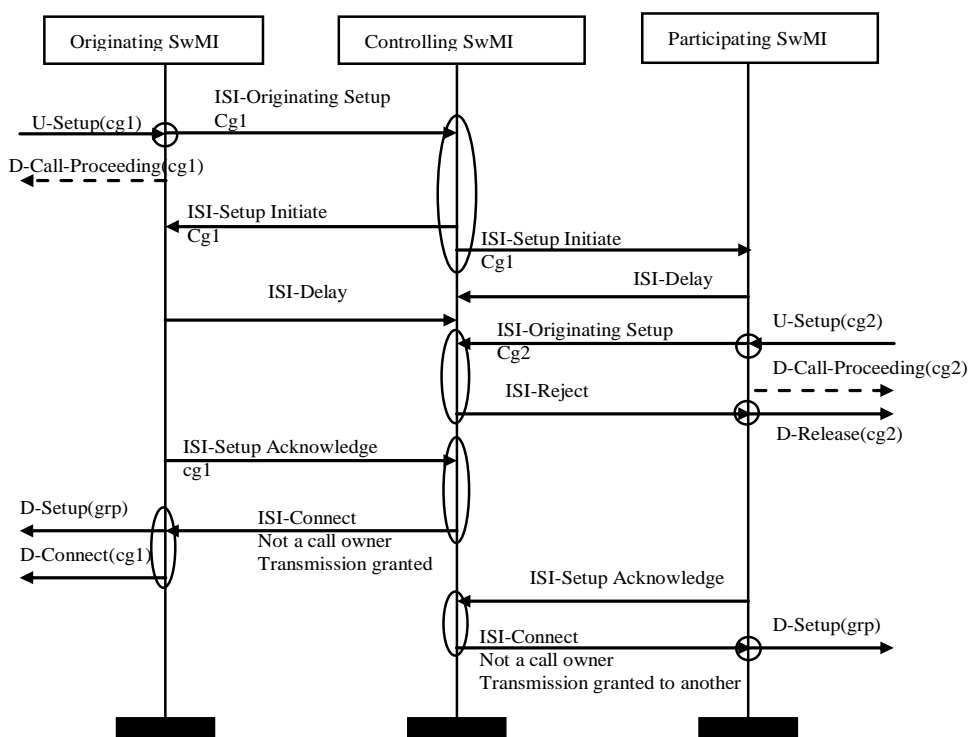 Originating SwMI
Controlling SwMI
Participating SwMI
ISI-Originating Setup
Cg1
U-Setup(cg1)
D-Call-Proceeding(cg1)
ISI-Setup Initiate
Cg1
ISI-Setup Initiate
Cg1
ISI-Delay
ISI-Delay
ISI-Originating Setup
Cg2
U-Setup(cg2)
D-Call-Proceeding(cg2)
ISI-Reject
D-Release(cg2)
ISI-Setup Acknowledge
cg1
D-Setup(grp)
ISI-Connect
Not a call owner
Transmission granted
D-Connect(cg1)
ISI-Setup Acknowledge
D-Setup(grp)
ISI-Connect
Not a call owner
Transmission granted to another